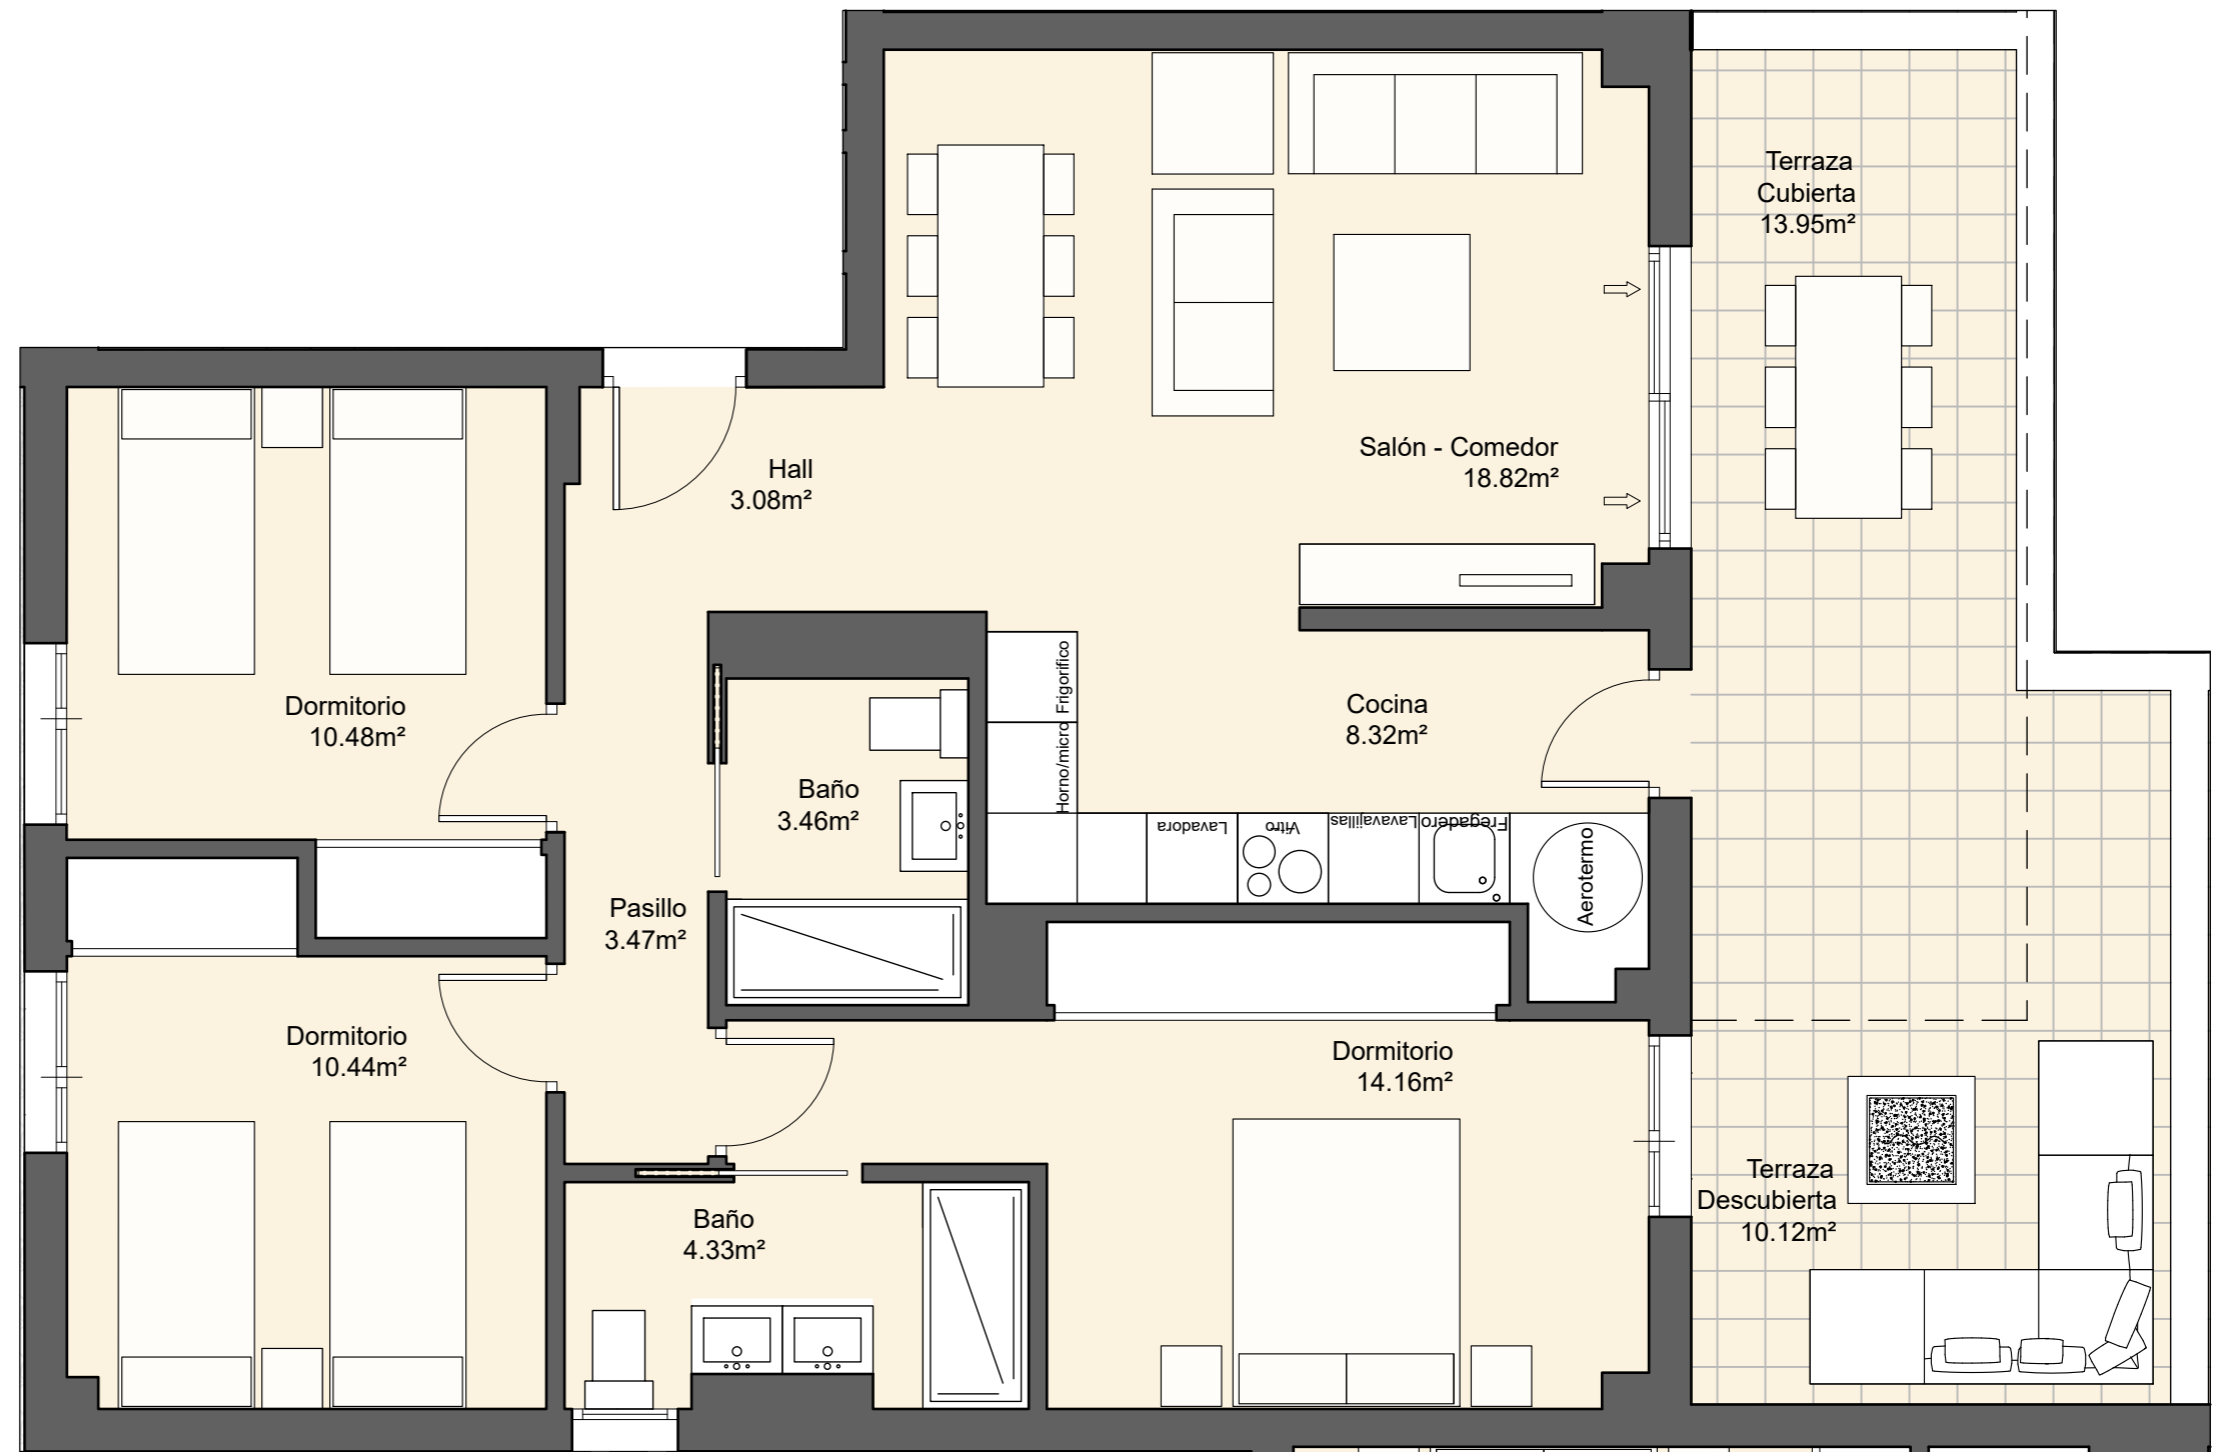 Terraza
Cubierta
13.95m²
Salón - Comedor
18.82m²
Hall
3.08m²
Frigorifico
Horno/micro
Dormitorio
10.48m²
Cocina
8.32m²
Baño
3.46m²
Lavadora
Vitro
Lavavajillas
Fregadero
Aerotermo
Pasillo
3.47m²
Dormitorio
10.44m²
Dormitorio
14.16m²
Terraza
Descubierta
10.12m²
Baño
4.33m²